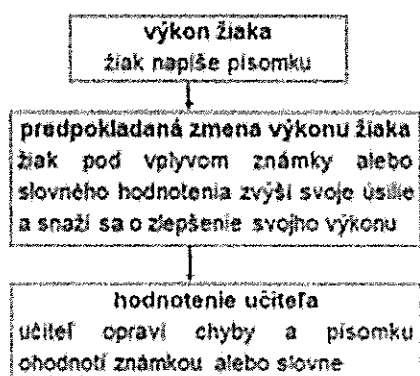 výkon žiaka
žiak napíše písomku
predpokladaná zmena výkonu žiaka
žiak pod vplyvom známky alebo
slovného hodnotenia zvýši svoje úsilie
a snaží sa o zlepšenie svojho výkonu
hodnotenie učiteľa
učiteľ opraví chyby a písomku
ohodnotí známkou alebo slovne